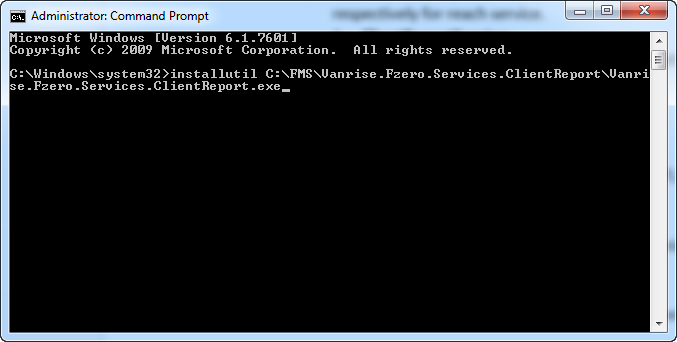 respectively for reach service.
Administrator: Command Prompt
Microsoft Windows [Version 6.1.7601]
Copyright (c) 2009 Microsoft Corporation.  All rights reserved.
C:\Windows\system32>installutil C:\FMS\Vanrise.Fzero.Services.ClientReport\Vanri
se.Fzero.Services.ClientReport.exe_